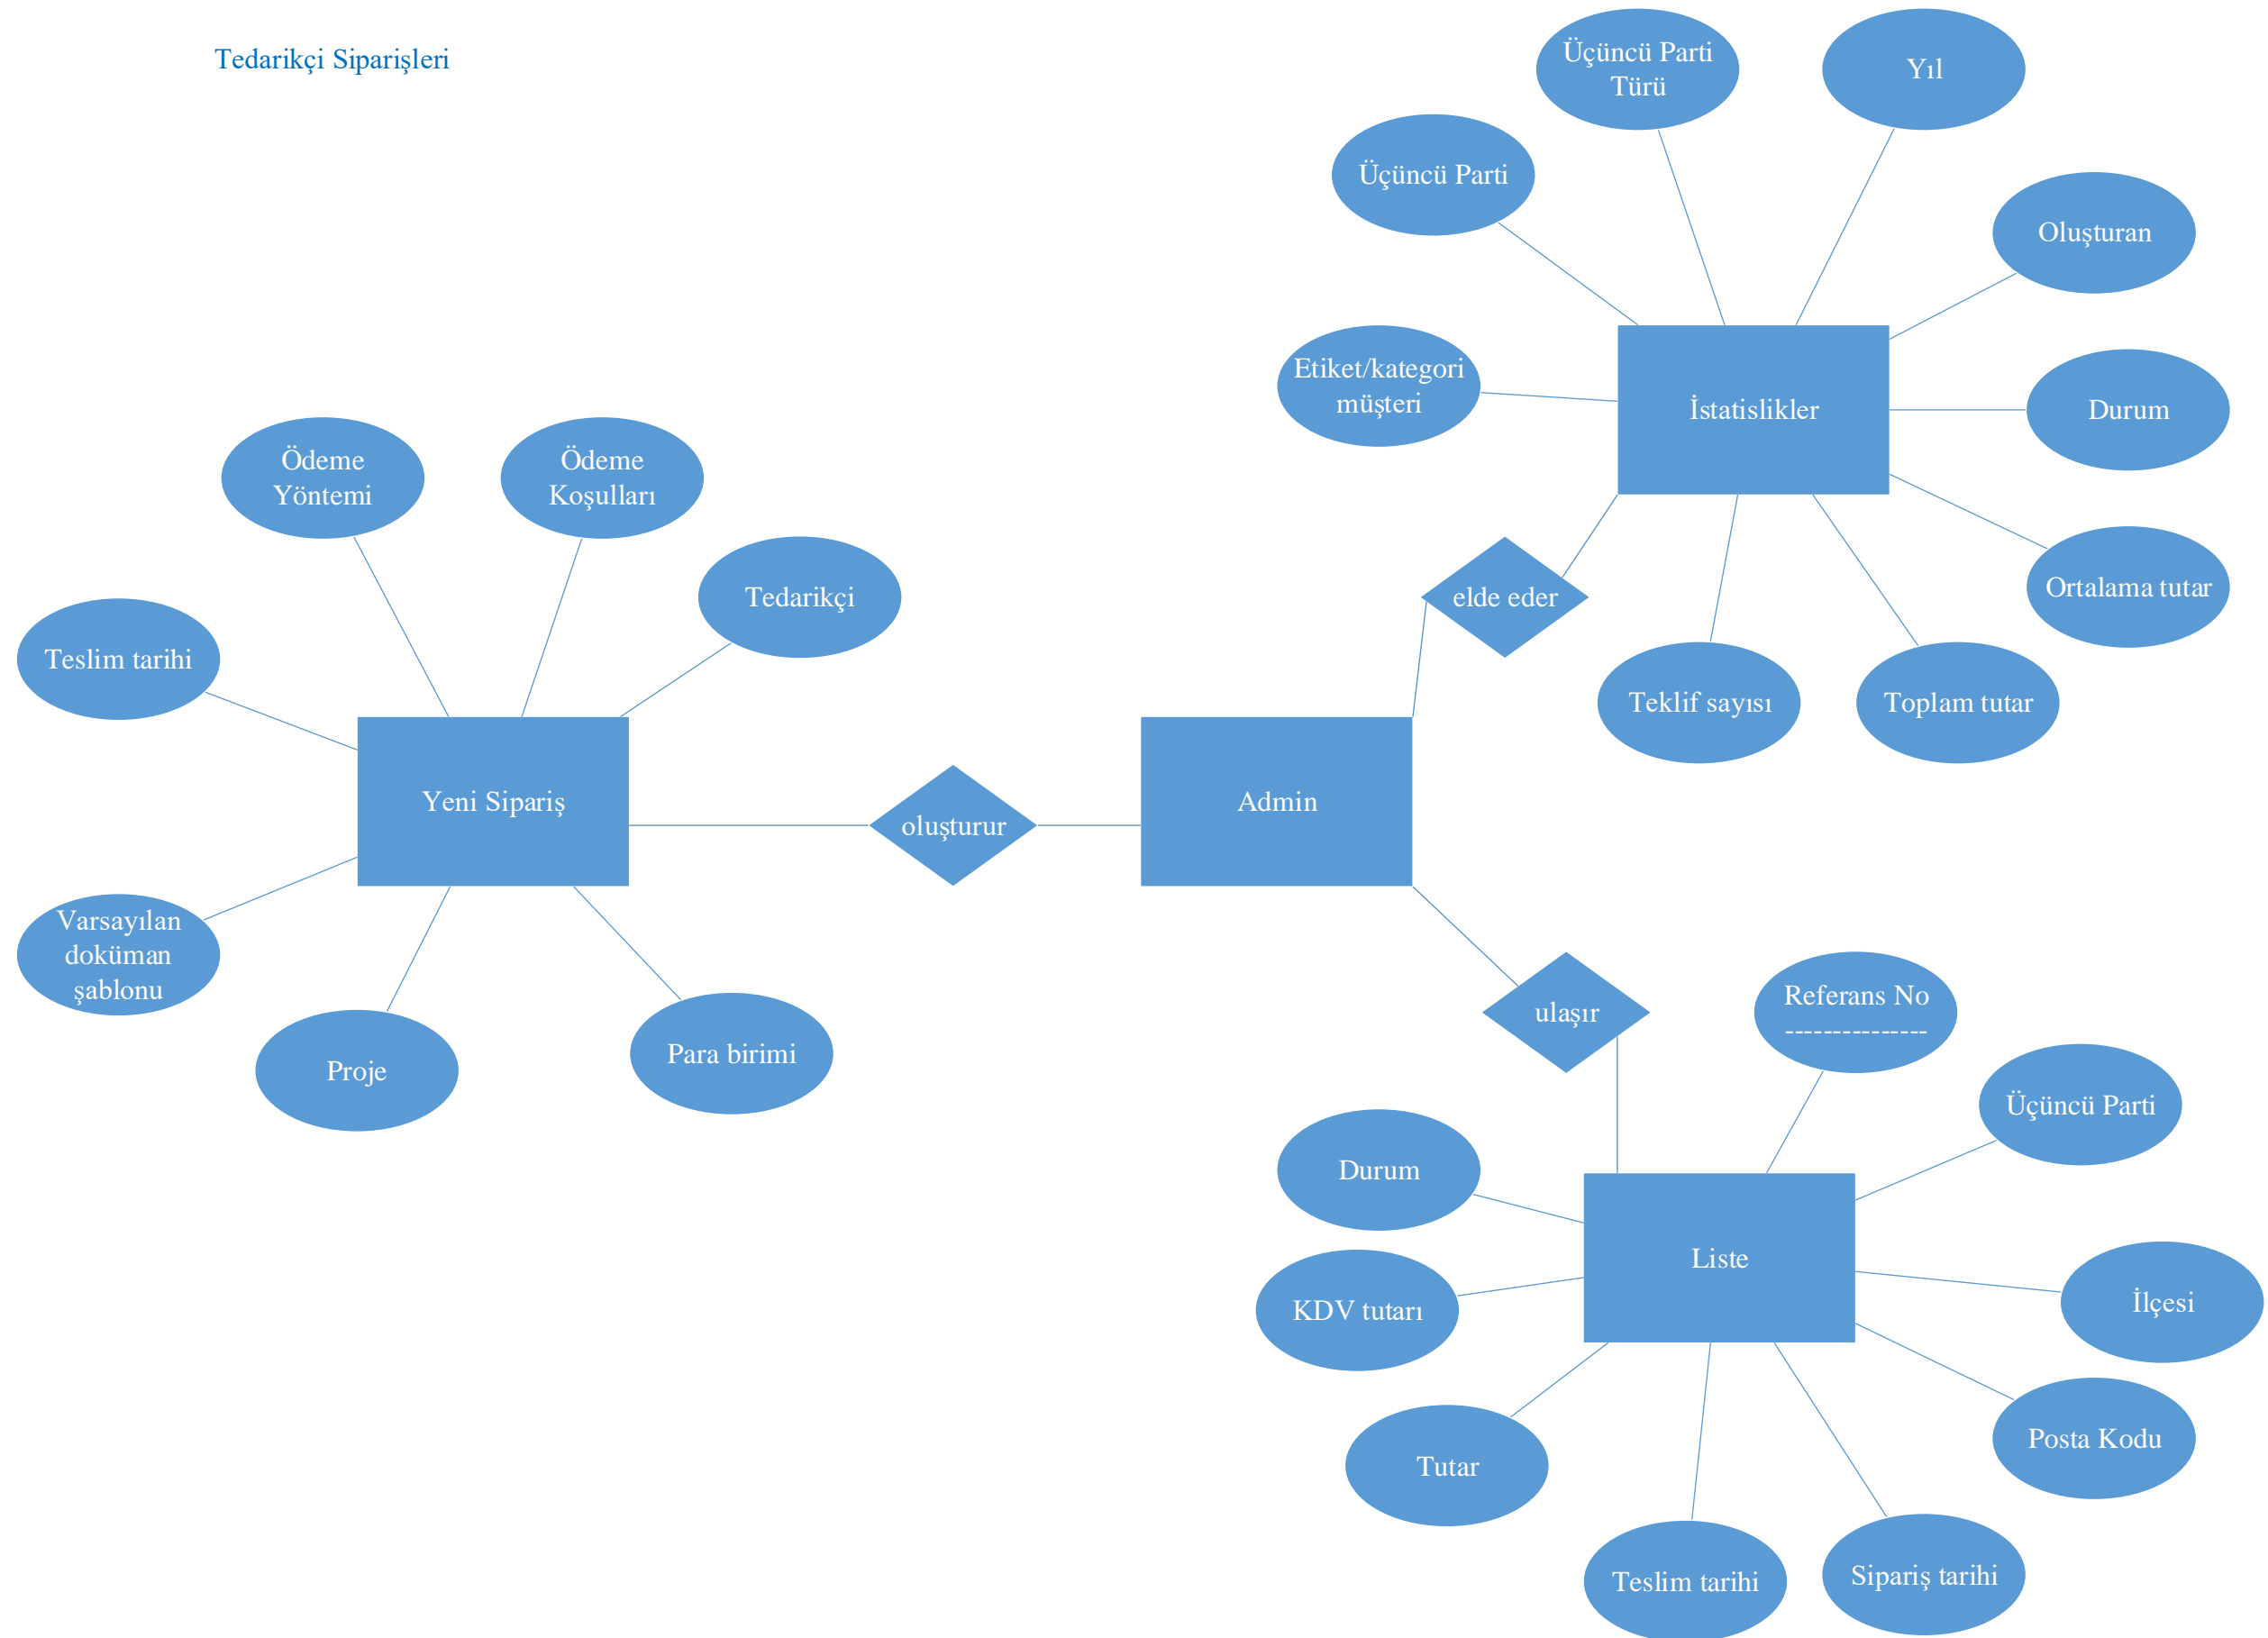 Tedarikçi Siparişleri
Üçüncü Parti
Türü
Yıl
Üçüncü Parti
Oluşturan
Etiket/kategori
müşteri
İstatislikler
Durum
Ödeme
Yöntemi
Ödeme
Koşulları
Tedarikçi
elde eder
Ortalama tutar
Teslim tarihi
Teklif sayısı
Toplam tutar
Yeni Sipariş
oluşturur
Admin
Varsayılan
doküman
şablonu
Proje
Para birimi
ulaşır
Referans No
---------------
Üçüncü Parti
Durum
Liste
İlçesi
KDV tutarı
Posta Kodu
Tutar
Teslim tarihi
Sipariş tarihi